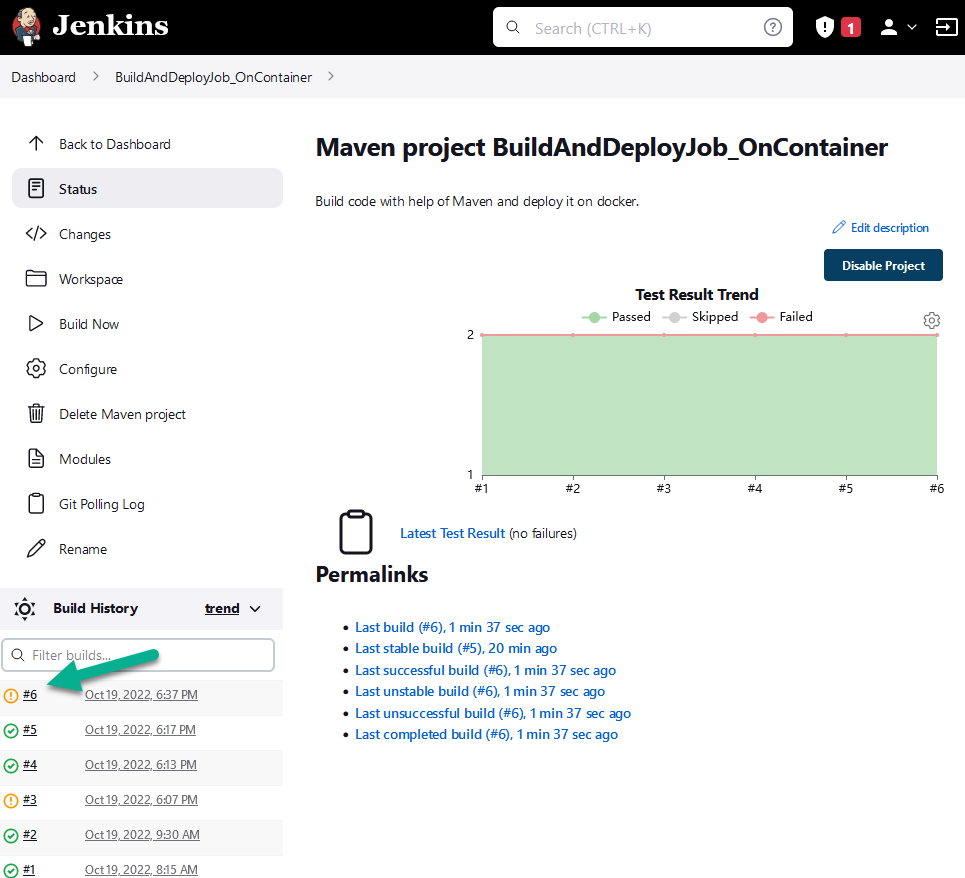 Jenkins
Search (CTRL+K)
1
Dashboard
BuildAndDeployJob_OnContainer
Back to Dashboard
Status
Changes
Workspace
Build Now
Configure
Delete Maven project
Modules
Git Polling Log
Rename
Maven project BuildAndDeployJob_OnContainer
Build code with help of Maven and deploy it on docker.
Edit description
Disable Project
Test Result Trend
Passed Skipped Failed
2
1
#1 #2 #3 #4 #5 #6
Latest Test Result (no failures)
Permalinks
Last build (#6), 1 min 37 sec ago
Last stable build (#5), 20 min ago
Last successful build (#6), 1 min 37 sec ago
Last unstable build (#6), 1 min 37 sec ago
Last unsuccessful build (#6), 1 min 37 sec ago
Last completed build (#6), 1 min 37 sec ago
Build History trend
Filter builds...
#6 Oct 19, 2022, 6:37 PM
#5 Oct 19, 2022, 6:17 PM
#4 Oct 19, 2022, 6:13 PM
#3 Oct 19, 2022, 6:07 PM
#2 Oct 19, 2022, 9:30 AM
#1 Oct 19, 2022, 8:15 AM